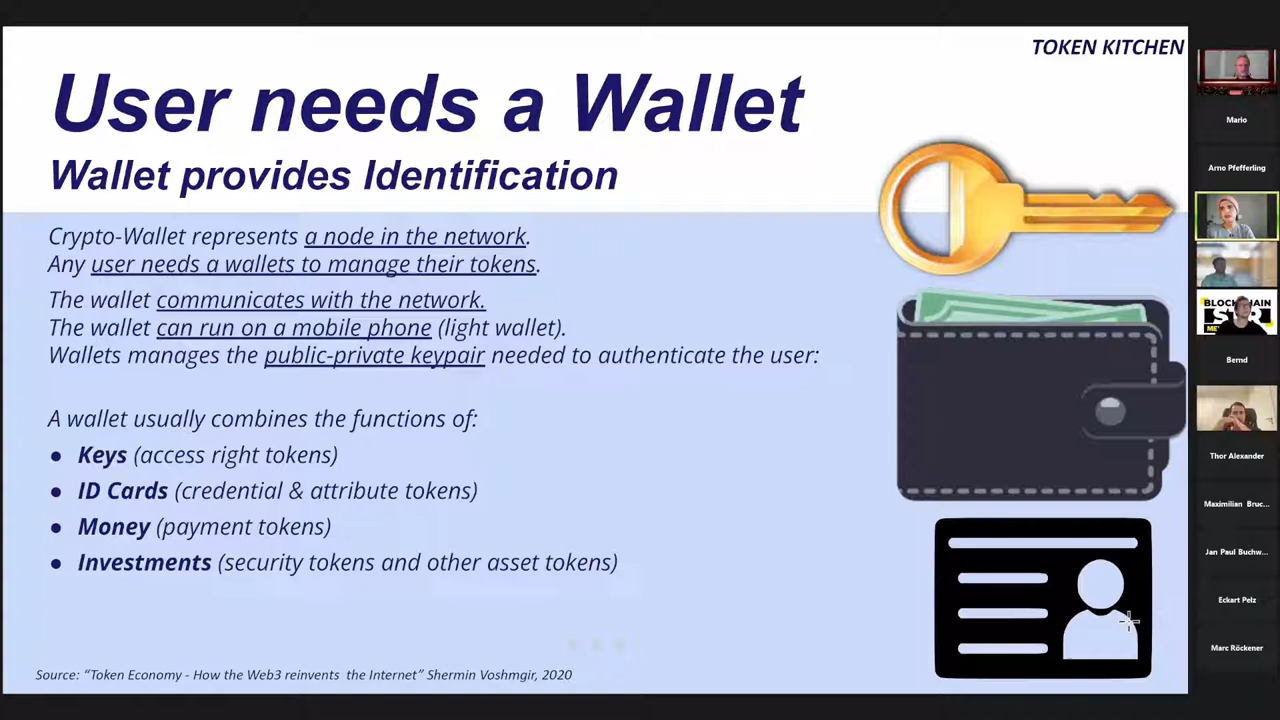 TOKEN KITCHEN
User needs a Wallet
Wallet provides Identification
Crypto-Wallet represents a node in the network.
Any user needs a wallets to manage their tokens.
The wallet communicates with the network.
The wallet can run on a mobile phone (light wallet).
Wallets manages the public-private keypair needed to authenticate the user:
A wallet usually combines the functions of:
● Keys (access right tokens)
● ID Cards (credential & attribute tokens)
● Money (payment tokens)
● Investments (security tokens and other asset tokens)
Source: “Token Economy - How the Web3 reinvents the Internet” Shermin Voshmgir, 2020
Mario
Arno Pfefferling
Bernd
Thor Alexander
Maximilian Bruc...
Jan Paul Buchw...
Eckart Pelz
Marc Röckener